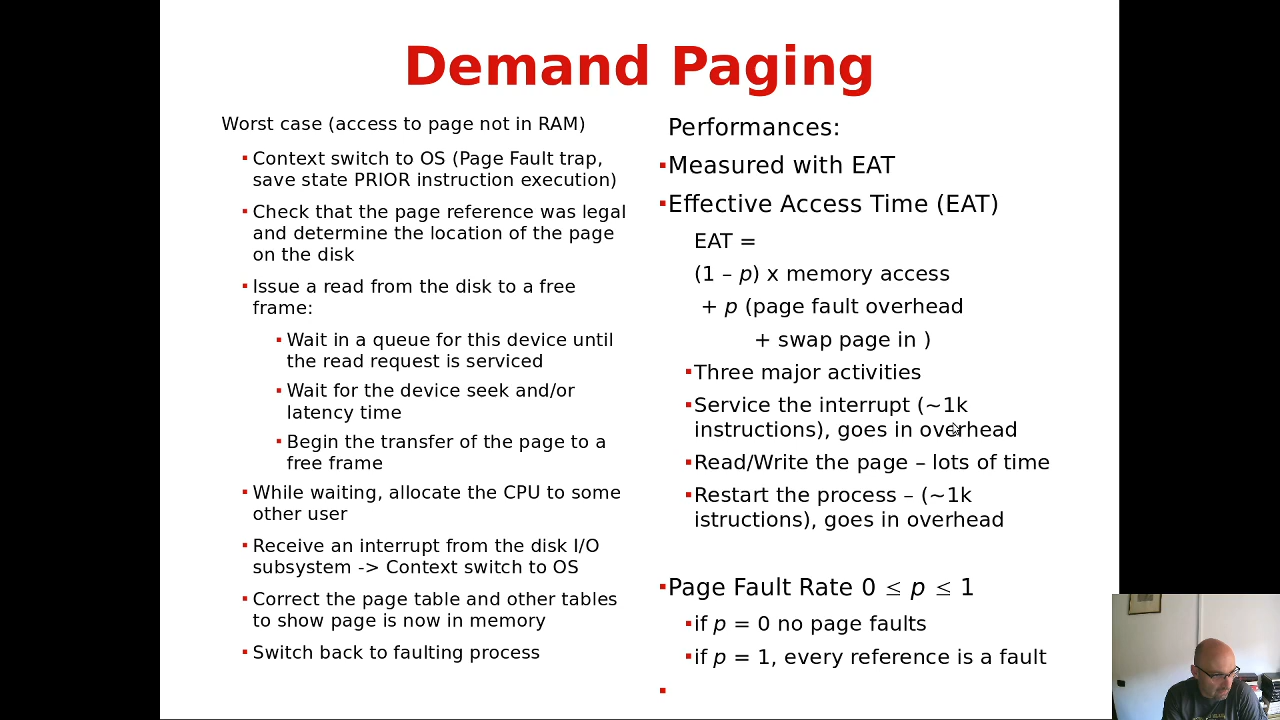 Demand Paging
Worst case (access to page not in RAM)
▪Context switch to OS (Page Fault trap,
save state PRIOR instruction execution)
▪Check that the page reference was legal
and determine the location of the page
on the disk
▪Issue a read from the disk to a free
frame:
▪Wait in a queue for this device until
the read request is serviced
▪Wait for the device seek and/or
latency time
▪Begin the transfer of the page to a
free frame
▪While waiting, allocate the CPU to some
other user
▪Receive an interrupt from the disk I/O
subsystem -> Context switch to OS
▪Correct the page table and other tables
to show page is now in memory
▪Switch back to faulting process
Performances:
▪Measured with EAT
▪Effective Access Time (EAT)
EAT =
(1 – p) x memory access
+ p (page fault overhead
+ swap page in )
▪Three major activities
▪Service the interrupt (~1k
instructions), goes in overhead
▪Read/Write the page – lots of time
▪Restart the process – (~1k
istructions), goes in overhead
▪Page Fault Rate 0 ≤ p ≤ 1
▪if p = 0 no page faults
▪if p = 1, every reference is a fault